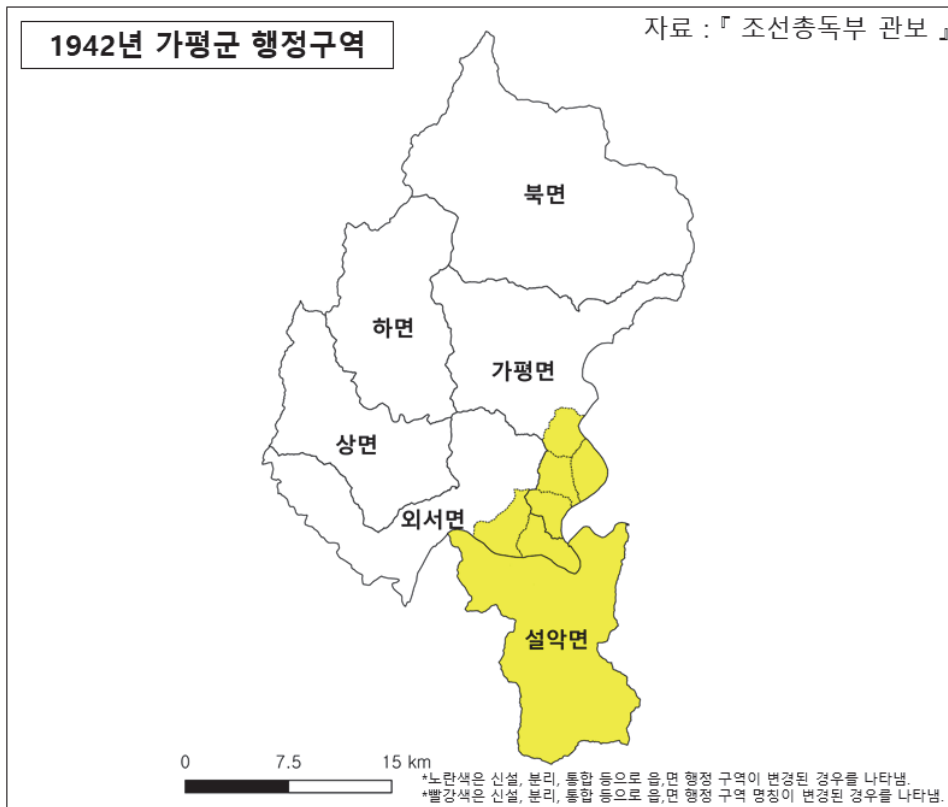 1942년 가평군 행정구역
자료 : 『 조선총독부 관보 』
북면
하면
가평면
상면
외서면
설악면
0 7.5 15 km
*노란색은 신설, 분리, 통합 등으로 읍,면 행정 구역이 변경된 경우를 나타냄.
*빨강색은 신설, 분리, 통합 등으로 읍,면 행정 구역 명칭이 변경된 경우를 나타냄.